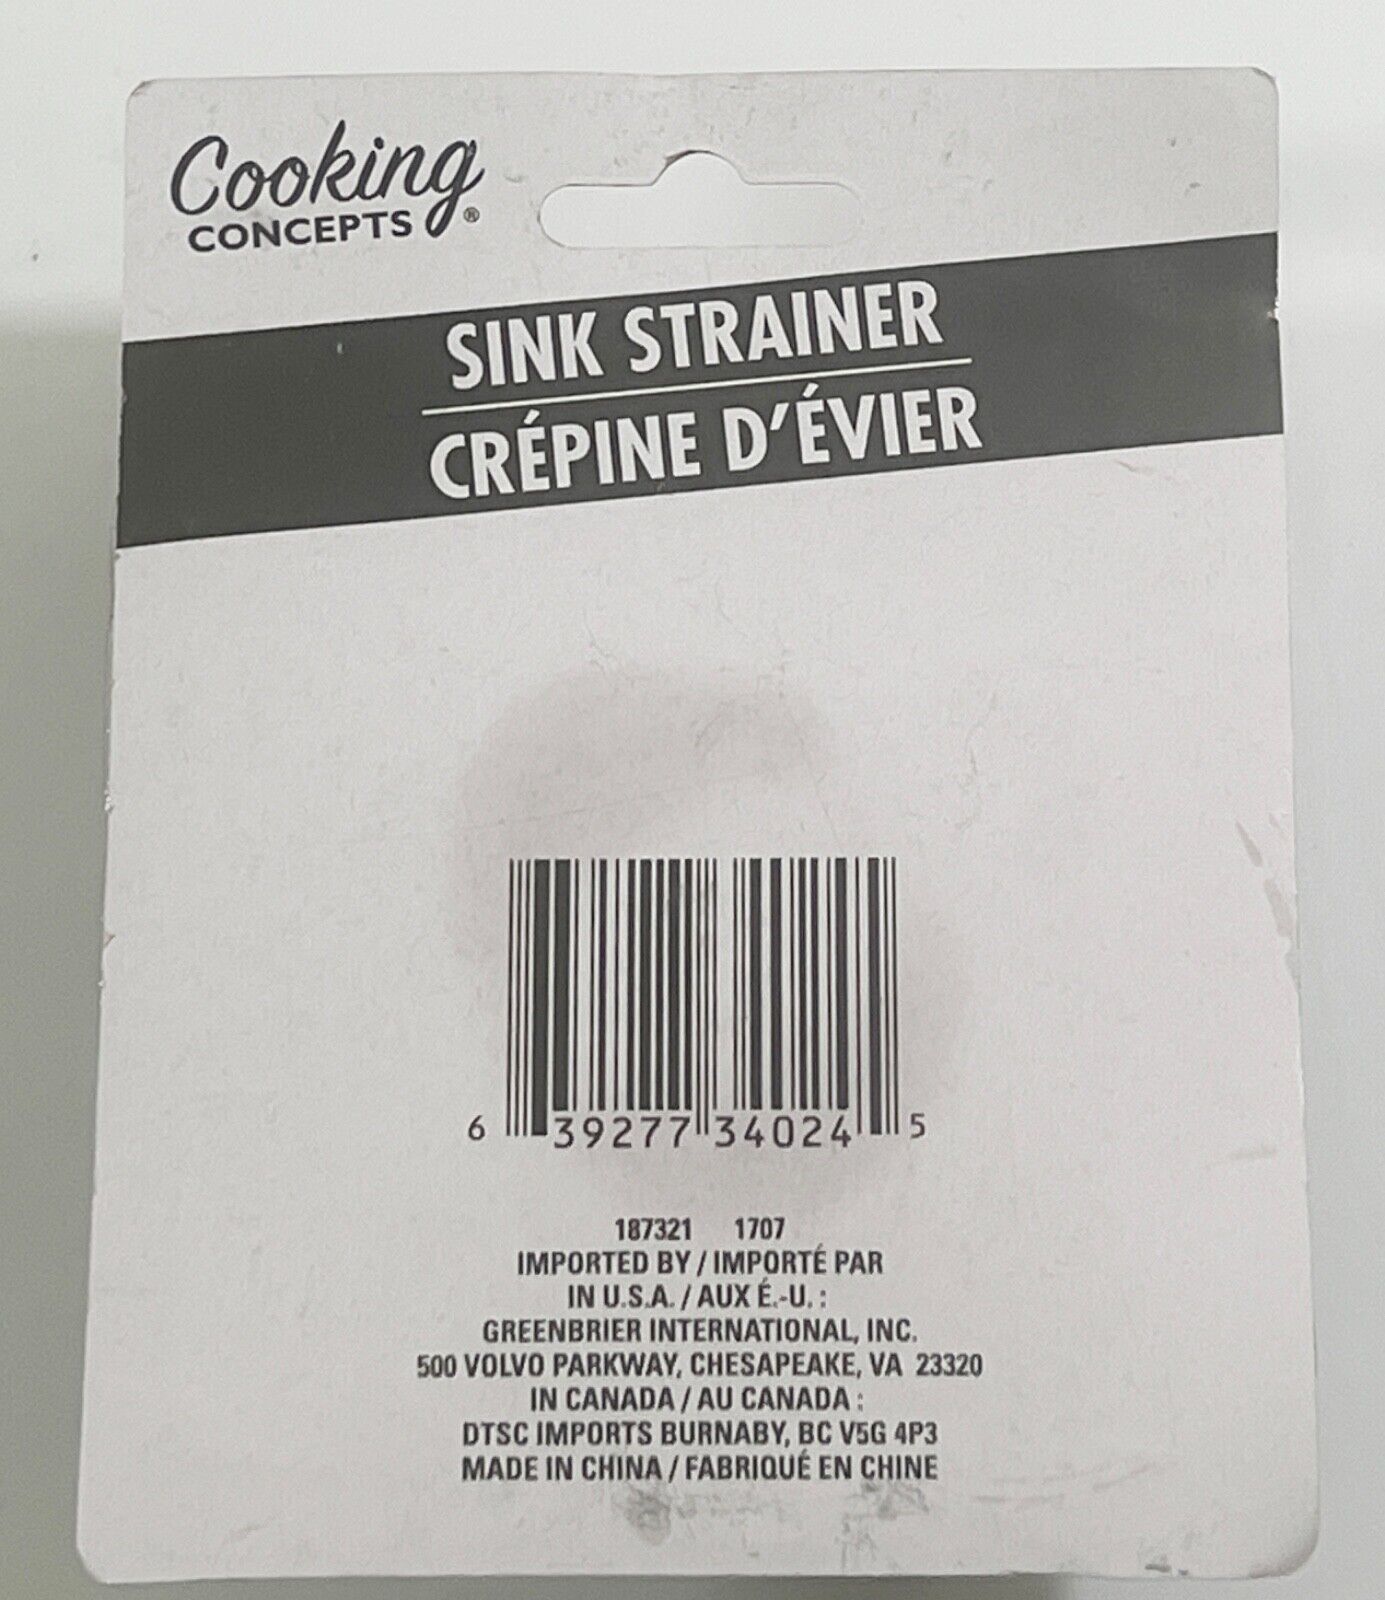 Cooking
CONCEPTS®
SINK STRAINER
CRÉPINE D'ÉVIER
6 39277 34024 5
187321 1707
IMPORTED BY / IMPORTÉ PAR
IN U.S.A. / AUX É.-U. :
GREENBRIER INTERNATIONAL, INC.
500 VOLVO PARKWAY, CHESAPEAKE, VA 23320
IN CANADA / AU CANADA :
DTSC IMPORTS BURNABY, BC V5G 4P3
MADE IN CHINA / FABRIQUÉ EN CHINE